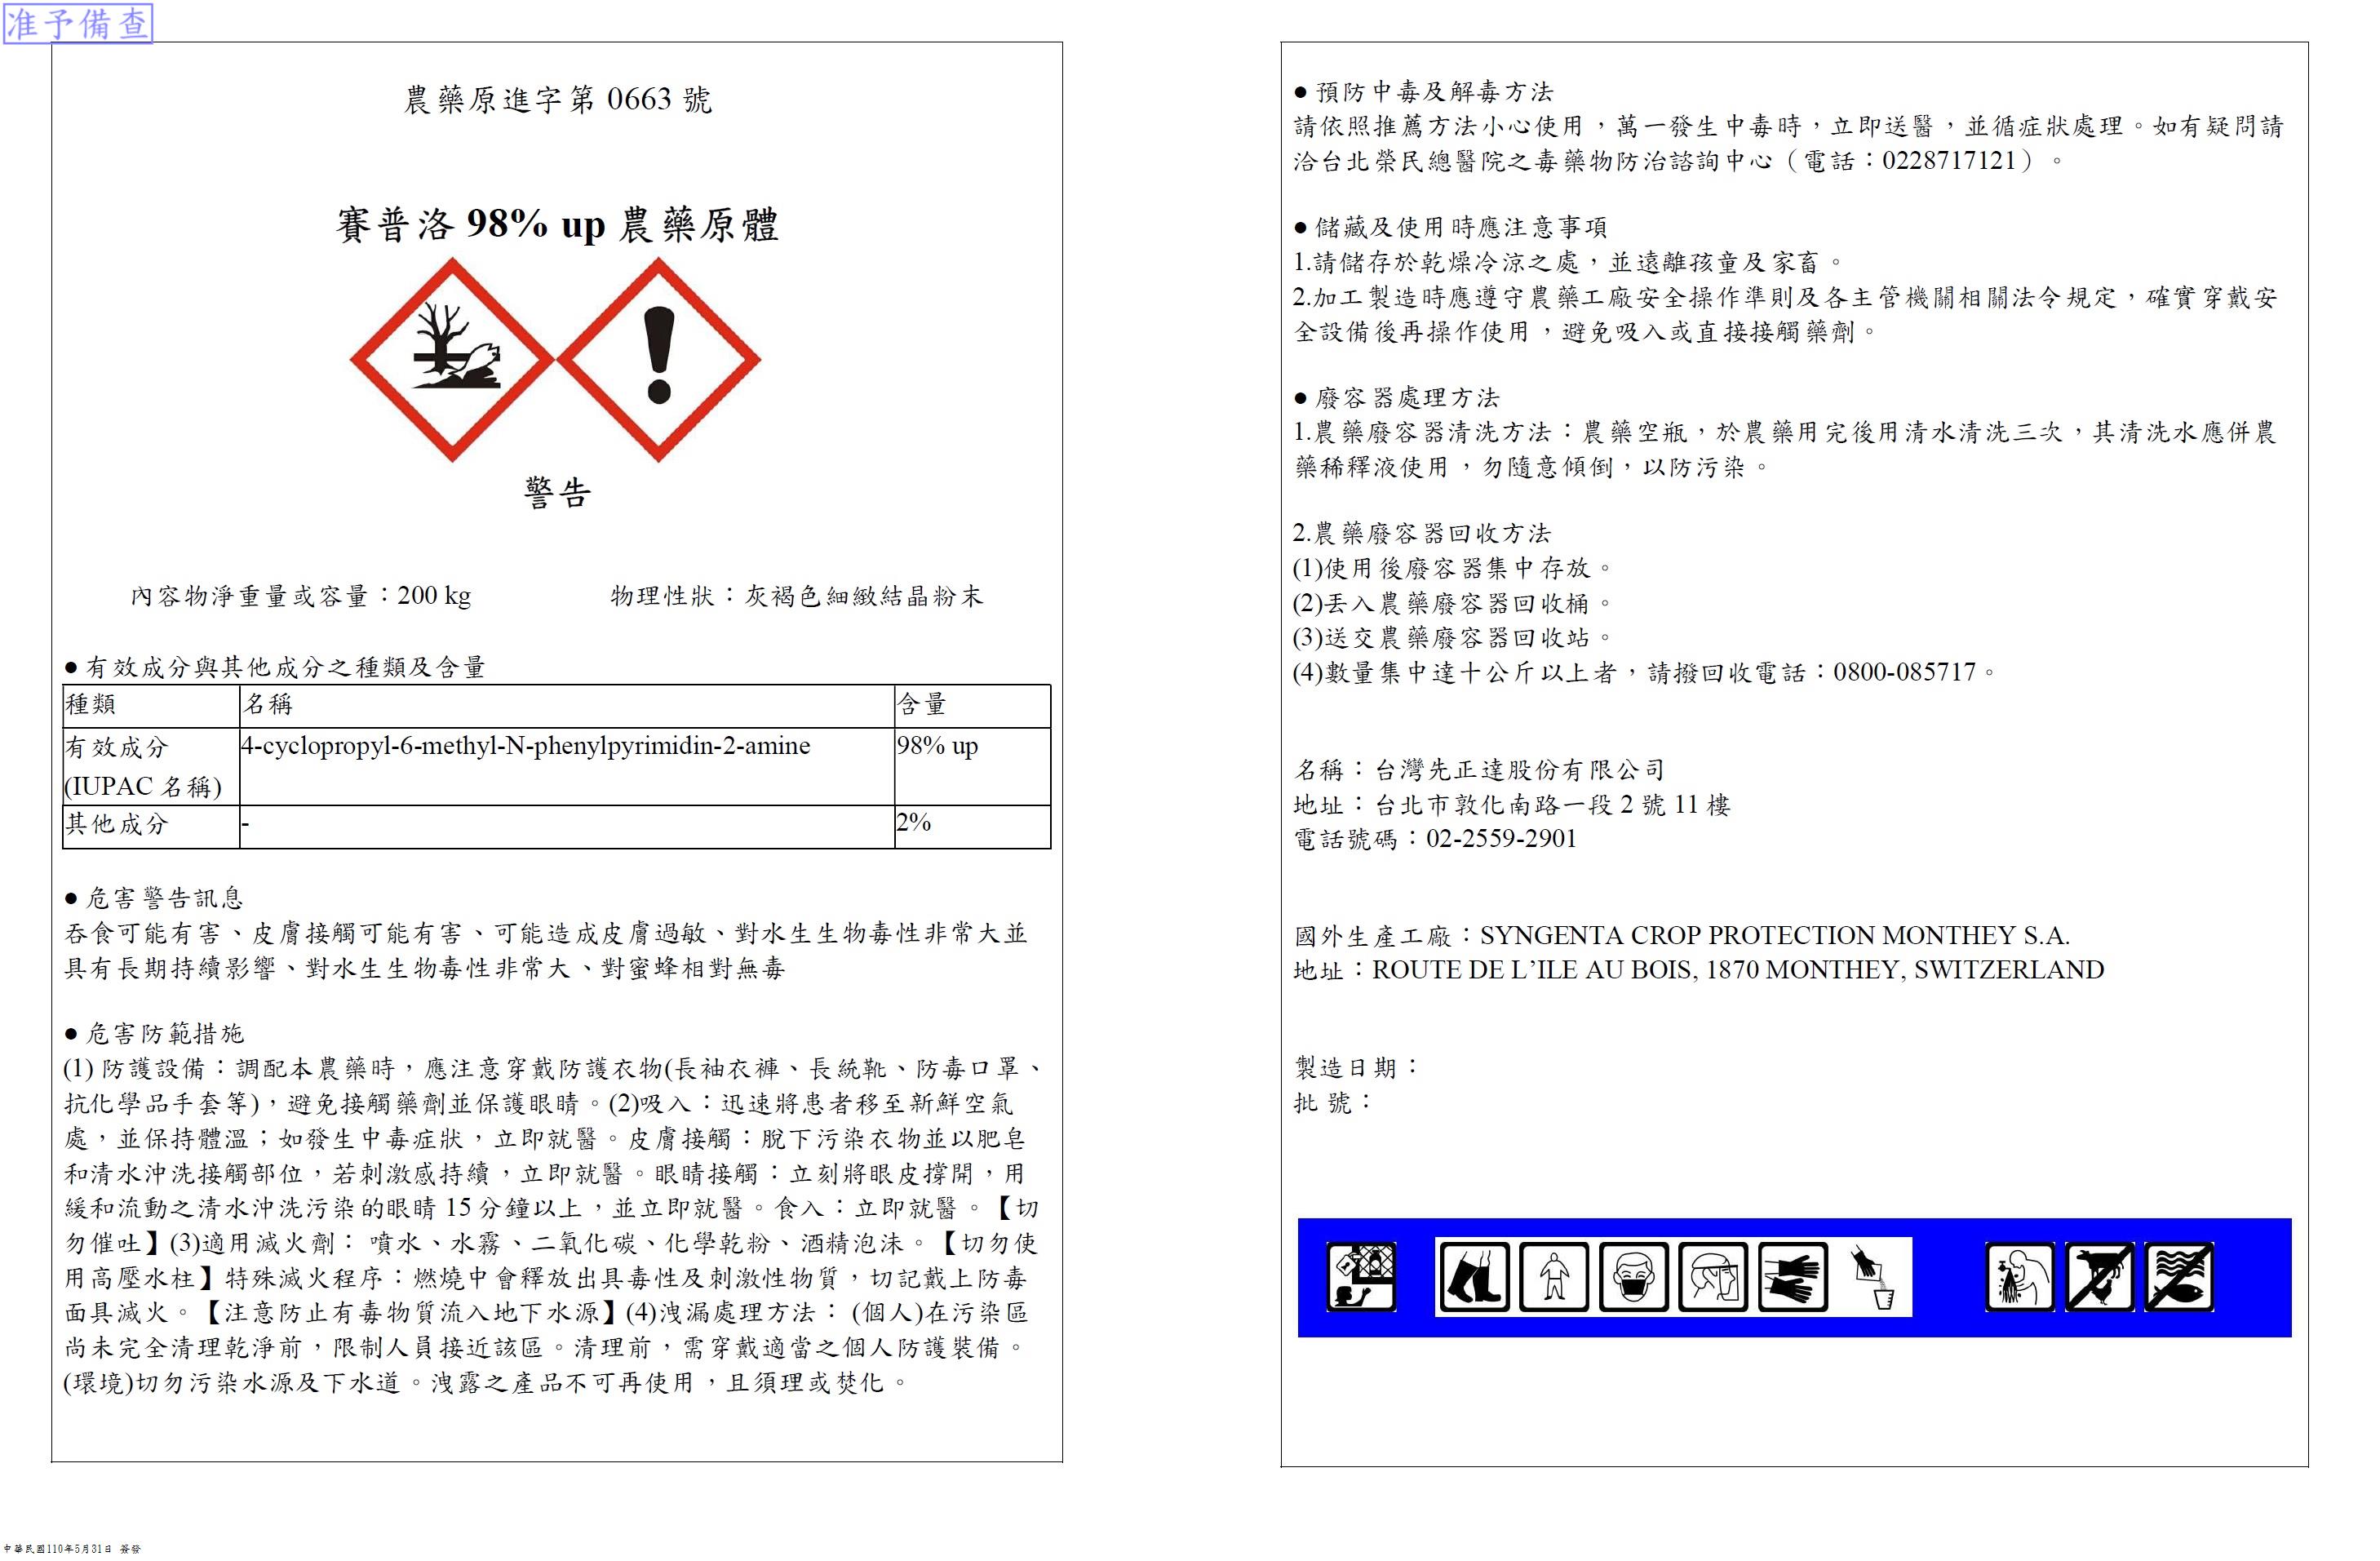 准予備查
農藥原進字第 0663 號
賽普洛 98% up 農藥原體
警告
內容物淨重量或容量：200 kg 物理性狀：灰褐色細緻結晶粉末
● 有效成分與其他成分之種類及含量
種類 名稱 含量
有效成分 4-cyclopropyl-6-methyl-N-phenylpyrimidin-2-amine 98% up
(IUPAC 名稱)
其他成分 - 2%
● 危害警告訊息
吞食可能有害、皮膚接觸可能有害、可能造成皮膚過敏、對水生生物毒性非常大並
具有長期持續影響、對水生生物毒性非常大、對蜜蜂相對無毒
● 危害防範措施
(1) 防護設備：調配本農藥時，應注意穿戴防護衣物(長袖衣褲、長統靴、防毒口罩、
抗化學品手套等)，避免接觸藥劑並保護眼睛。(2)吸入：迅速將患者移至新鮮空氣
處，並保持體溫；如發生中毒症狀，立即就醫。皮膚接觸：脫下污染衣物並以肥皂
和清水沖洗接觸部位，若刺激感持續，立即就醫。眼睛接觸：立刻將眼皮撐開，用
緩和流動之清水沖洗污染的眼睛 15 分鐘以上，並立即就醫。食入：立即就醫。【切
勿催吐】(3)適用滅火劑： 噴水、水霧、二氧化碳、化學乾粉、酒精泡沫。【切勿使
用高壓水柱】特殊滅火程序：燃燒中會釋放出具毒性及刺激性物質，切記戴上防毒
面具滅火。【注意防止有毒物質流入地下水源】(4)洩漏處理方法： (個人)在污染區
尚未完全清理乾淨前，限制人員接近該區。清理前，需穿戴適當之個人防護裝備。
(環境)切勿污染水源及下水道。洩露之產品不可再使用，且須理或焚化。
● 預防中毒及解毒方法
請依照推薦方法小心使用，萬一發生中毒時，立即送醫，並循症狀處理。如有疑問請
洽台北榮民總醫院之毒藥物防治諮詢中心（電話：0228717121）。
● 儲藏及使用時應注意事項
1.請儲存於乾燥冷涼之處，並遠離孩童及家畜。
2.加工製造時應遵守農藥工廠安全操作準則及各主管機關相關法令規定，確實穿戴安
全設備後再操作使用，避免吸入或直接接觸藥劑。
● 廢容器處理方法
1.農藥廢容器清洗方法：農藥空瓶，於農藥用完後用清水清洗三次，其清洗水應併農
藥稀釋液使用，勿隨意傾倒，以防污染。
2.農藥廢容器回收方法
(1)使用後廢容器集中存放。
(2)丟入農藥廢容器回收桶。
(3)送交農藥廢容器回收站。
(4)數量集中達十公斤以上者，請撥回收電話：0800-085717。
名稱：台灣先正達股份有限公司
地址：台北市敦化南路一段 2 號 11 樓
電話號碼：02-2559-2901
國外生產工廠：SYNGENTA CROP PROTECTION MONTHEY S.A.
地址：ROUTE DE L’ILE AU BOIS, 1870 MONTHEY, SWITZERLAND
製造日期：
批 號：
中華民國110年5月31日 簽發